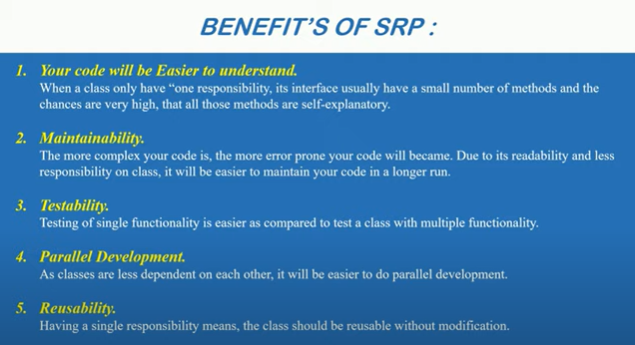 BENEFIT'S OF SRP :
1. Your code will be Easier to understand.
When a class only have “one responsibility, its interface usually have a small number of methods and the
chances are very high, that all those methods are self-explanatory.
2. Maintainability.
The more complex your code is, the more error prone your code will became. Due to its readability and less
responsibility on class, it will be easier to maintain your code in a longer run.
3. Testability.
Testing of single functionality is easier as compared to test a class with multiple functionality.
4. Parallel Development.
As classes are less dependent on each other, it will be easier to do parallel development.
5. Reusability.
Having a single responsibility means, the class should be reusable without modification.